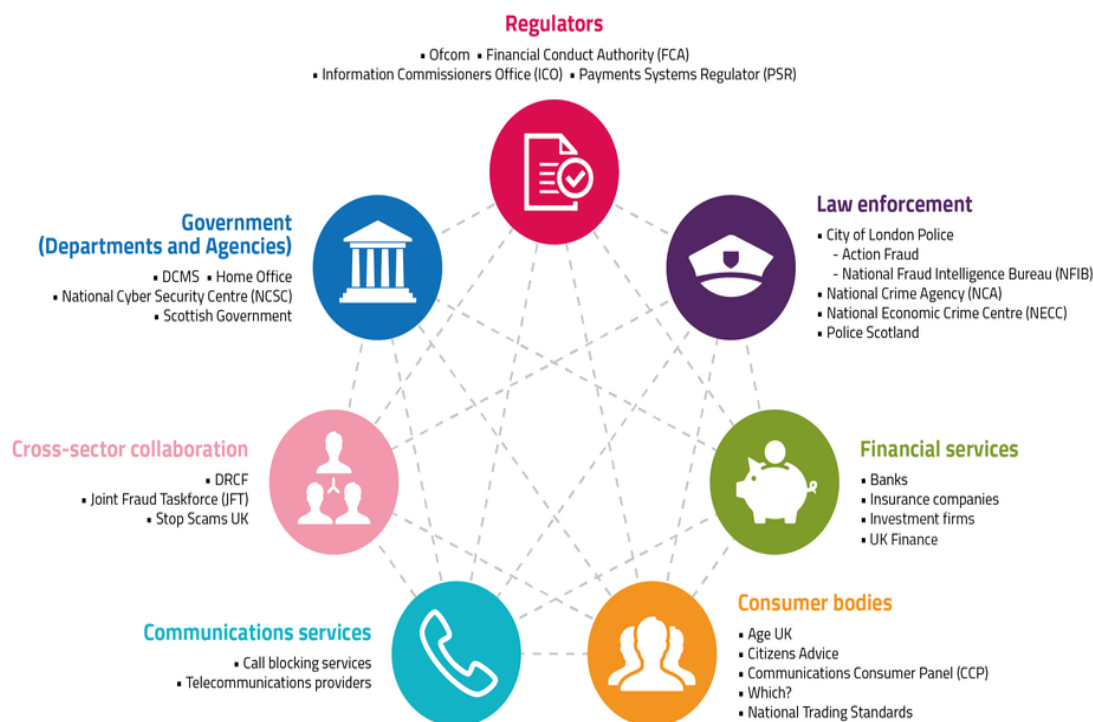 Regulators
▪ Ofcom ▪ Financial Conduct Authority (FCA)
▪ Information Commissioners Office (ICO) ▪ Payments Systems Regulator (PSR)
Government
(Departments and Agencies)
▪ DCMS ▪ Home Office
▪ National Cyber Security Centre (NCSC)
▪ Scottish Government
Law enforcement
▪ City of London Police
- Action Fraud
- National Fraud Intelligence Bureau (NFIB)
▪ National Crime Agency (NCA)
▪ National Economic Crime Centre (NECC)
▪ Police Scotland
Cross-sector collaboration
▪ DRCF
▪ Joint Fraud Taskforce (JFT)
▪ Stop Scams UK
Financial services
▪ Banks
▪ Insurance companies
▪ Investment firms
▪ UK Finance
Communications services
▪ Call blocking services
▪ Telecommunications providers
Consumer bodies
▪ Age UK
▪ Citizens Advice
▪ Communications Consumer Panel (CCP)
▪ Which?
▪ National Trading Standards